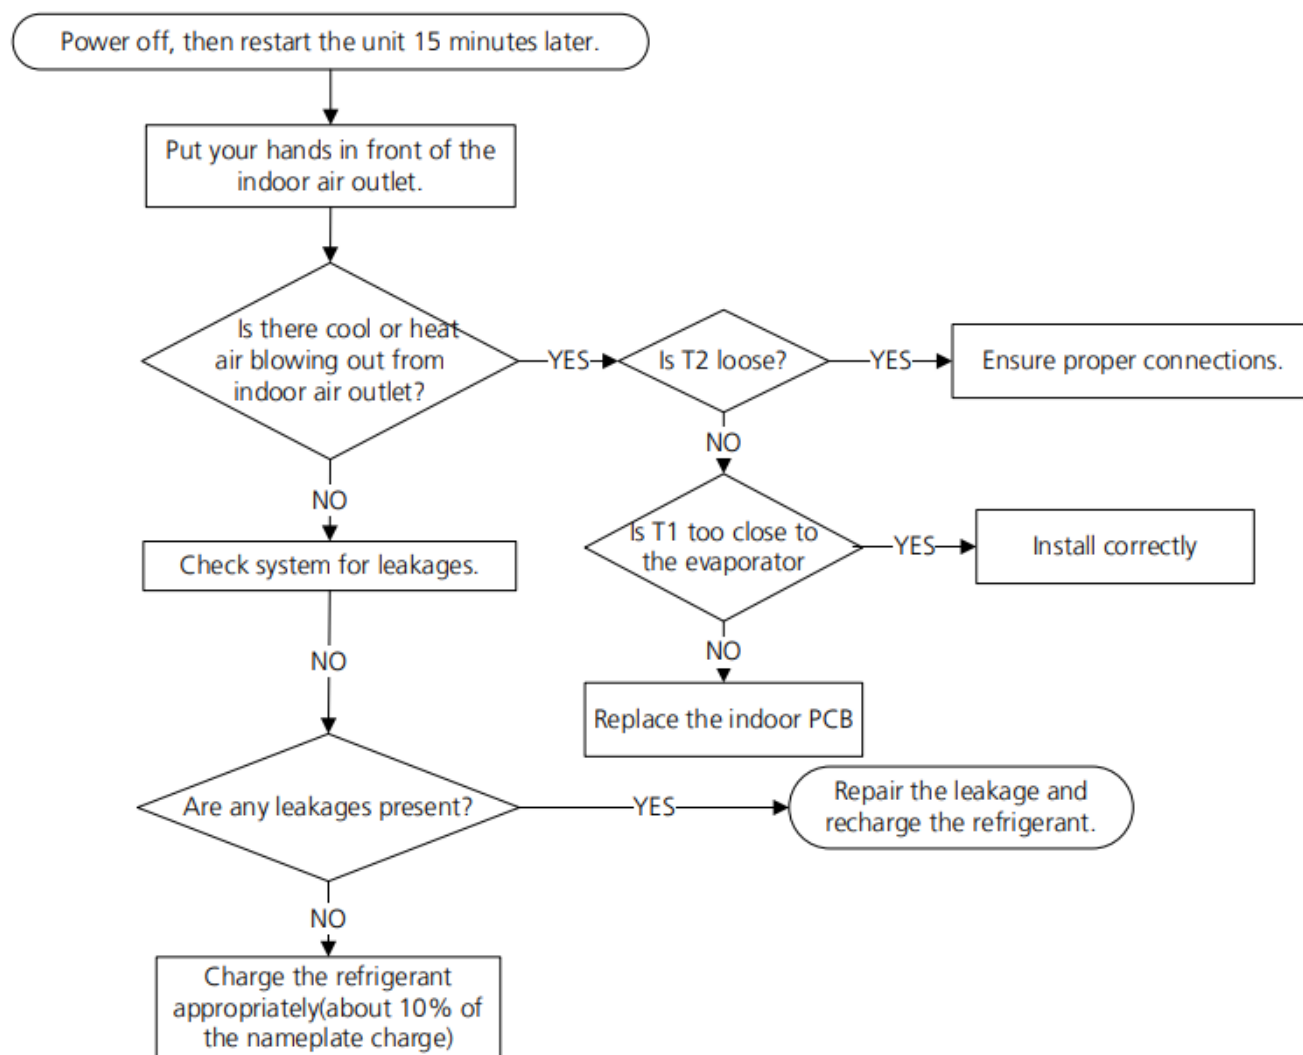 Power off, then restart the unit 15 minutes later.
Put your hands in front of the
indoor air outlet.
Is there cool or heat
air blowing out from
indoor air outlet?
YES
Is T2 loose?
YES
Ensure proper connections.
NO
NO
Is T1 too close to
the evaporator
YES
Install correctly
Check system for leakages.
NO
NO
Replace the indoor PCB
Are any leakages present?
YES
Repair the leakage and
recharge the refrigerant.
NO
Charge the refrigerant
appropriately(about 10% of
the nameplate charge)